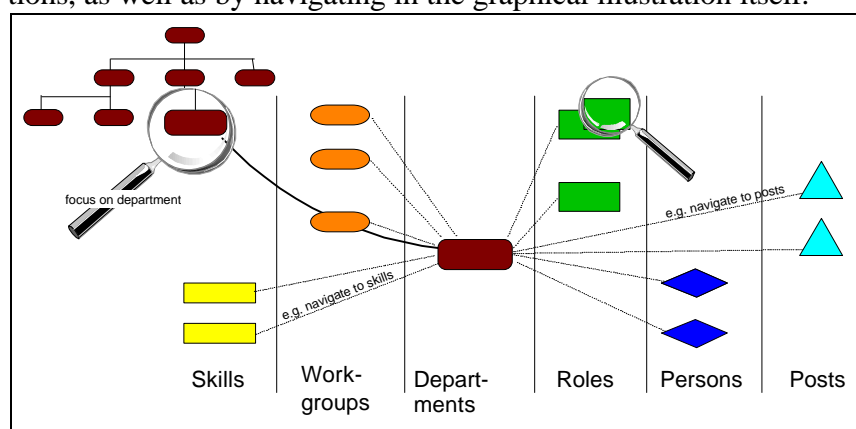 tions, as well as by navigating in the graphical illustration itself.
focus on department
e.g. navigate to posts
e.g. navigate to skills
Skills
Work-
groups
Depart-
ments
Roles
Persons
Posts